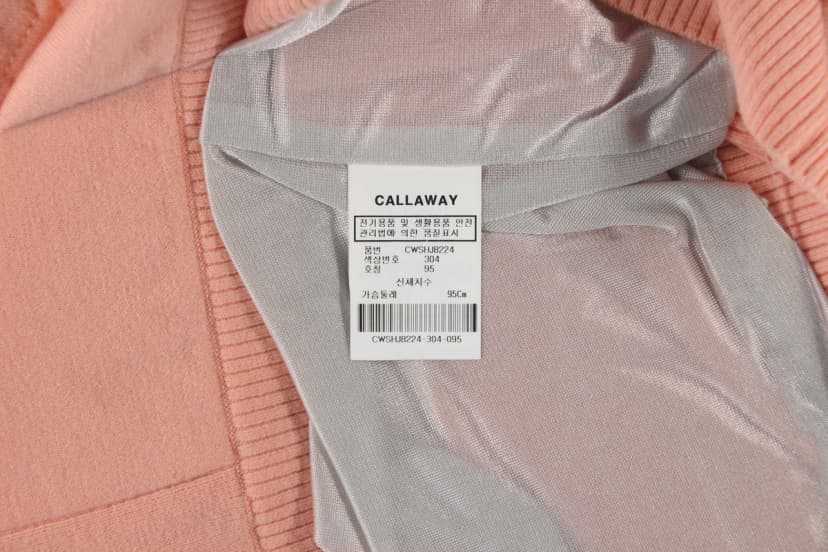 CALLAWAY
전기용품 및 생활용품 안전
관리법에 의한 품질표시
품번 CWSHJ8224
색상번호 304
호칭 95
신체치수
가슴둘레 95Cm
CWSHJ8224-304-095